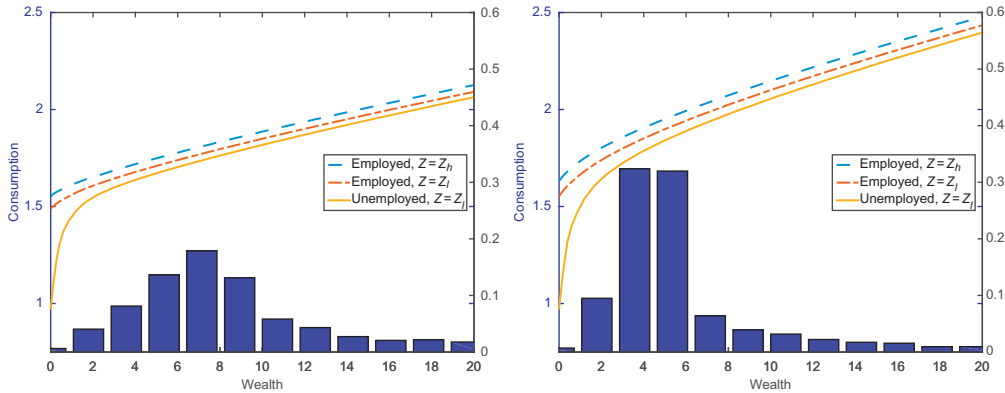 2.5
2
1.5
1
Consumption
0.6
0.5
0.4
0.3
0.2
0.1
0
Employed, Z = Z_h
Employed, Z = Z_l
Unemployed, Z = Z_l
0 2 4 6 8 10 12 14 16 18 20
Wealth
2.5
2
1.5
1
Consumption
0.6
0.5
0.4
0.3
0.2
0.1
0
Employed, Z = Z_h
Employed, Z = Z_l
Unemployed, Z = Z_l
0 2 4 6 8 10 12 14 16 18 20
Wealth